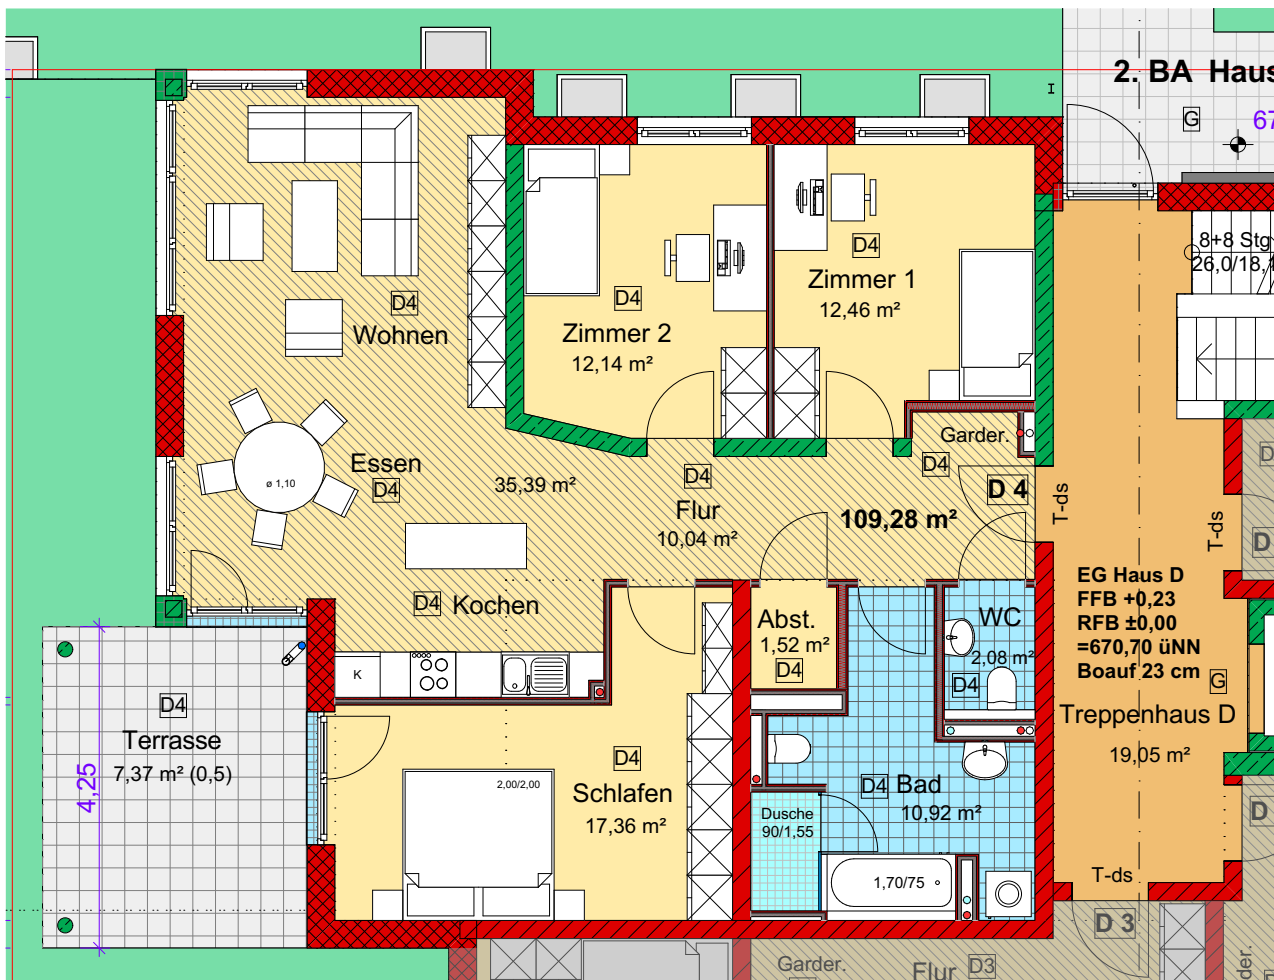 2. BA Haus
G
67
8+8 Stg
26,0/18,
D4
Zimmer 1
12,46 m²
D4
Zimmer 2
12,14 m²
D4
Wohnen
Essen
D4
ø 1,10
35,39 m²
D4
Flur
10,04 m²
Garder.
D4
D 4
109,28 m²
T-ds
T-ds
D4
Kochen
K
Abst.
1,52 m²
D4
WC
2,08 m²
D4
EG Haus D
FFB +0,23
RFB ±0,00
=670,70 üNN
Boauf 23 cm
G
Treppenhaus D
19,05 m²
D4
Terrasse
7,37 m² (0,5)
4,25
D4
2,00/2,00
Schlafen
17,36 m²
D4
Bad
10,92 m²
Dusche
90/1,55
1,70/75
T-ds
D 3
D
D
D
Garder.
Flur
D3
der.